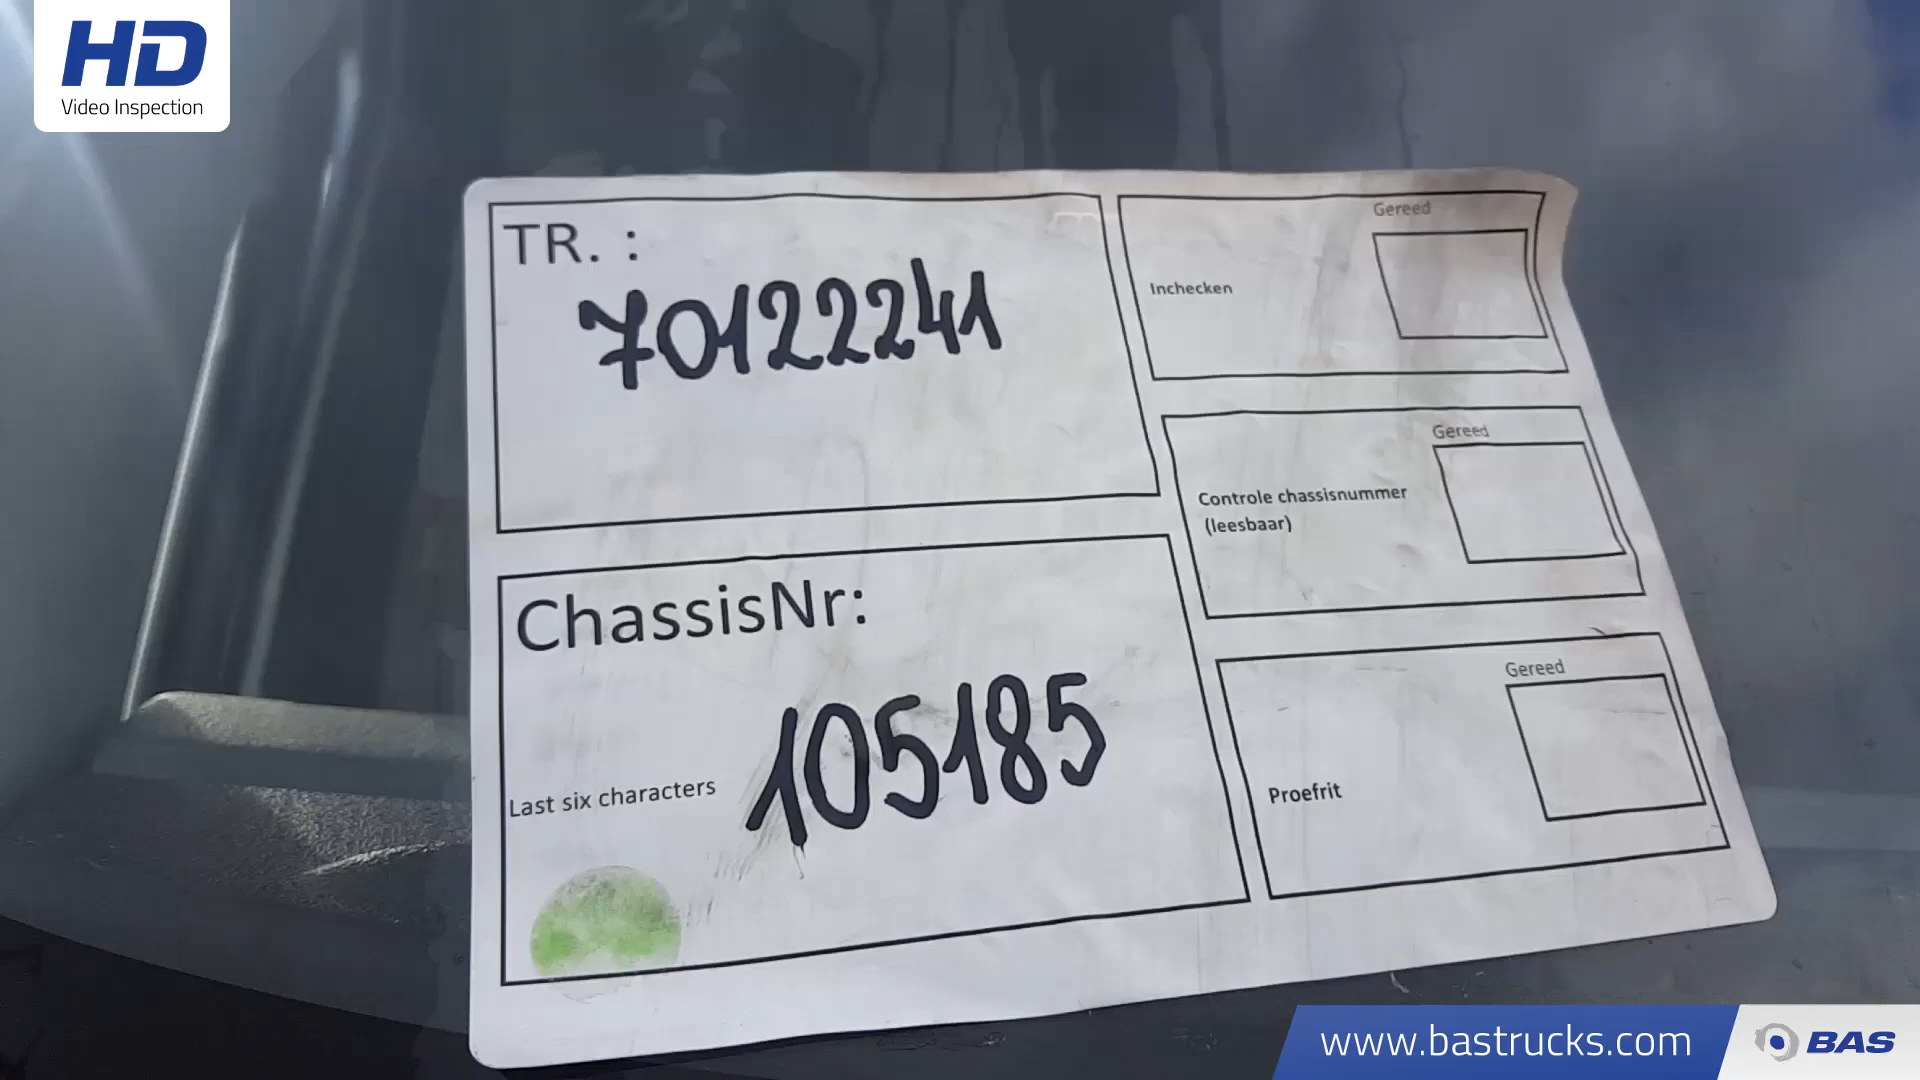 HD
Video Inspection
TR. :
70122241
ChassisNr:
Last six characters
105185
Gereed
Inchecken
Gereed
Controle chassisnummer
(leesbaar)
Gereed
Proefrit
www.bastrucks.com
BAS